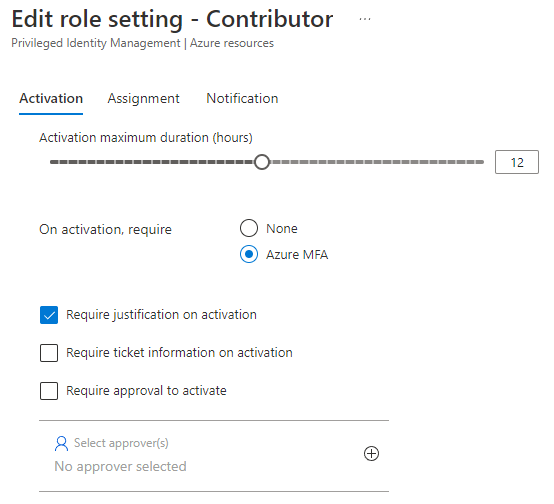 Edit role setting - Contributor ...
Privileged Identity Management | Azure resources
Activation Assignment Notification
Activation maximum duration (hours)
12
On activation, require
None
Azure MFA
Require justification on activation
Require ticket information on activation
Require approval to activate
Select approver(s)
No approver selected